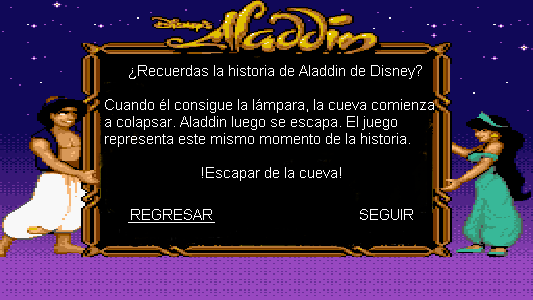 Disney's
Aladdin
¿Recuerdas la historia de Aladdin de Disney?
Cuando él consigue la lámpara, la cueva comienza
a colapsar. Aladdin luego se escapa. El juego
representa este mismo momento de la historia.
!Escapar de la cueva!
REGRESAR SEGUIR